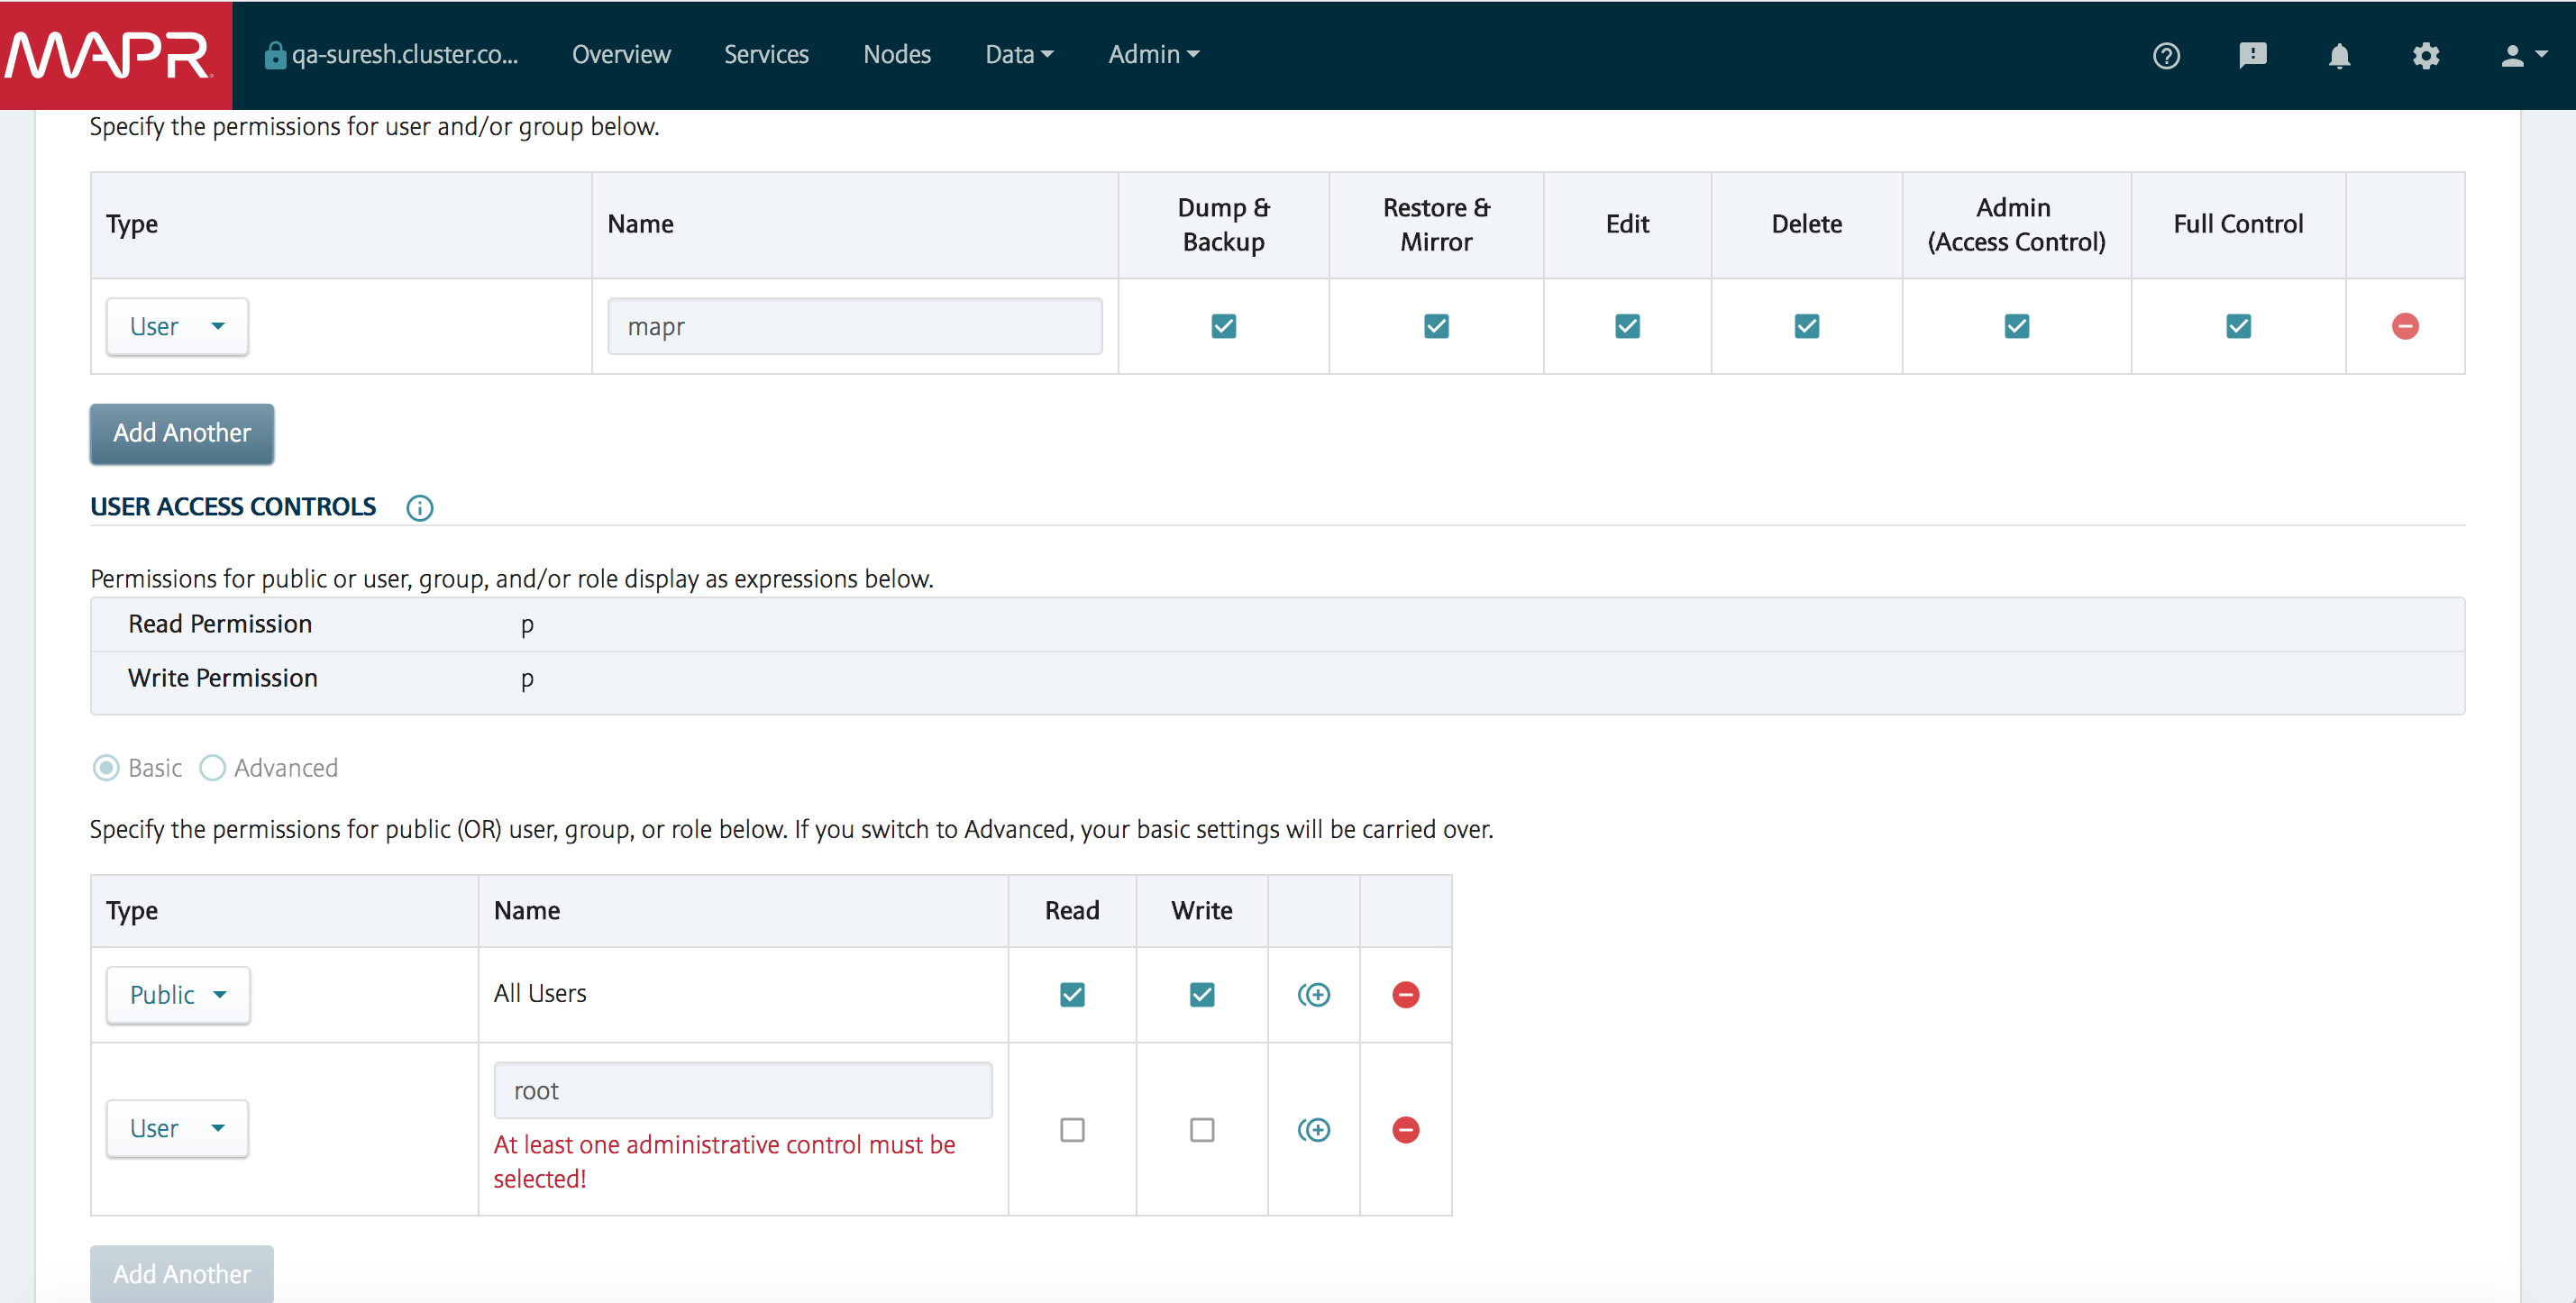 MAPR
qa-suresh.cluster.co... Overview Services Nodes Data Admin
Specify the permissions for user and/or group below.
Type Name Dump & Backup Restore & Mirror Edit Delete Admin (Access Control) Full Control
User mapr
Add Another
USER ACCESS CONTROLS
Permissions for public or user, group, and/or role display as expressions below.
Read Permission p
Write Permission p
Basic Advanced
Specify the permissions for public (OR) user, group, or role below. If you switch to Advanced, your basic settings will be carried over.
Type Name Read Write
Public All Users
User root
At least one administrative control must be
selected!
Add Another